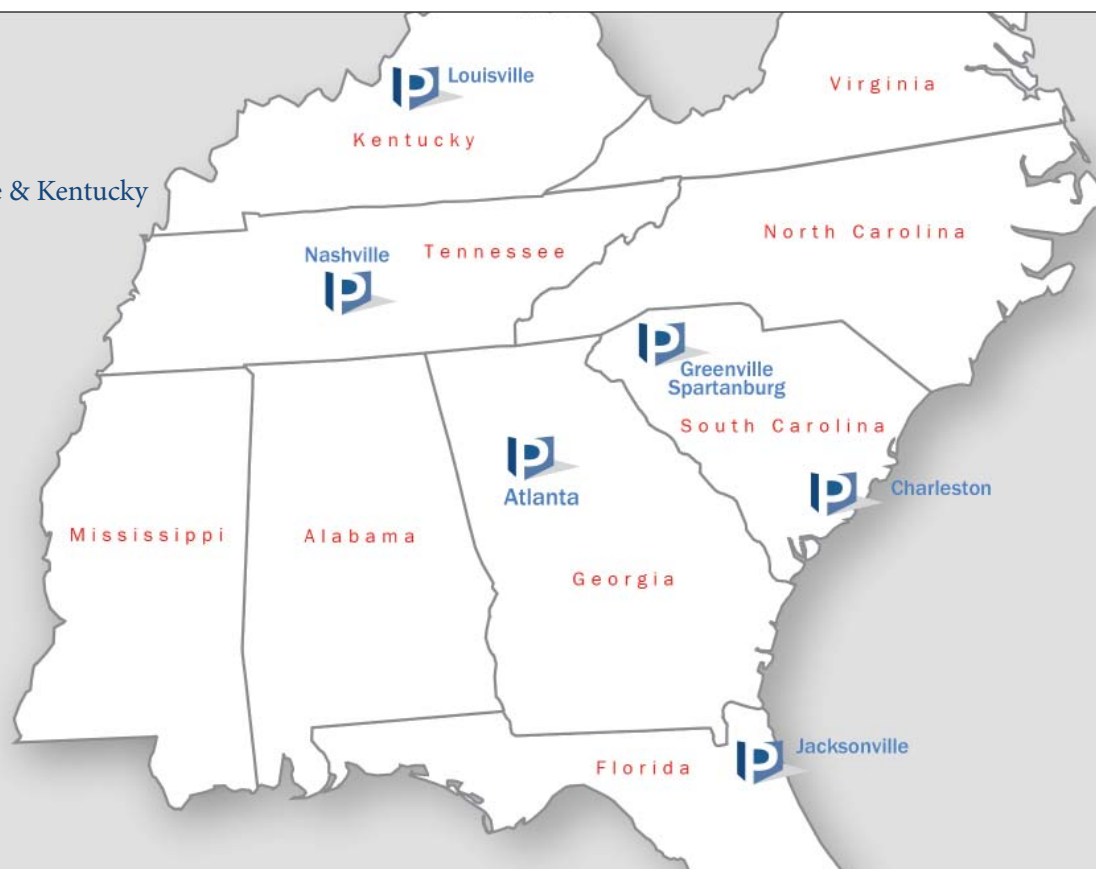 Louisville
Virginia
Kentucky
e & Kentucky
North Carolina
Nashville
Tennessee
Greenville
Spartanburg
South Carolina
Atlanta
Charleston
Mississippi
Alabama
Georgia
Jacksonville
Florida
P
P
P
P
P
P